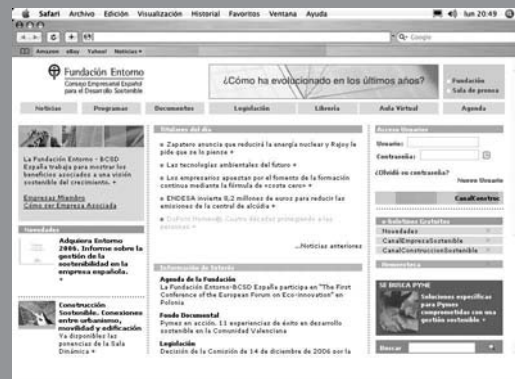 Safari Archivo Edición Visualización Historial Favoritos Ventana Ayuda lun 20:49
Google
Amazon eBay Yahoo! Noticias
Fundación Entorno
Consejo Empresarial Español
para el Desarrollo Sostenible
¿Cómo ha evolucionado en los últimos años?
Fundación
Sala de prensa
Noticias Programas Documentos Legislación Librería Aula Virtual Agenda
La Fundación Entorno - BCSD
España trabaja para mostrar los
beneficios asociados a una visión
sostenible del crecimiento. +
Empresas Miembro
Cómo ser Empresa Asociada
Novedades
Adquiera Entorno
2006. Informe sobre la
gestión de la
sostenibilidad en la
empresa española.
+
Construcción
Sostenible. Conexiones
entre urbanismo,
movilidad y edificación
Ya disponibles las
ponencias de la Sala
Dinámica +
Titulares del día
Zapatero anuncia que reducirá la energía nuclear y Rajoy le
pide que se lo piense +
Las tecnologías ambientales del futuro +
Los empresarios apuestan por el fomento de la formación
continua mediante la fórmula de «coste cero» +
ENDESA invierte 8,2 millones de euros para reducir las
emisiones de la central de alcúdia +
Cuatro décadas protegiendo a las
personas +
...Noticias anteriores
Información de Interés
Agenda de la Fundación
La Fundación Entorno-BCSD España participa en "The First
Conference of the European Forum on Eco-innovation" en
Polonia
Fondo Documental
Pymes en acción. 11 experiencias de éxito en desarrollo
sostenible en la Comunidad Valenciana
Legislación
Decisión de la Comisión de 14 de diciembre de 2006 por la
Acceso Usuarios
Usuario:
Contraseña:
¿Olvidó su contraseña?
Nuevo Usuario
CanalConstruc
e-boletines Gratuitos
Novedades
CanalEmpresaSostenible
CanalConstrucciónSostenible
Hemeroteca
SE BUSCA PYME
Soluciones específicas
para Pymes
comprometidas con una
gestión sostenible +
Buscar